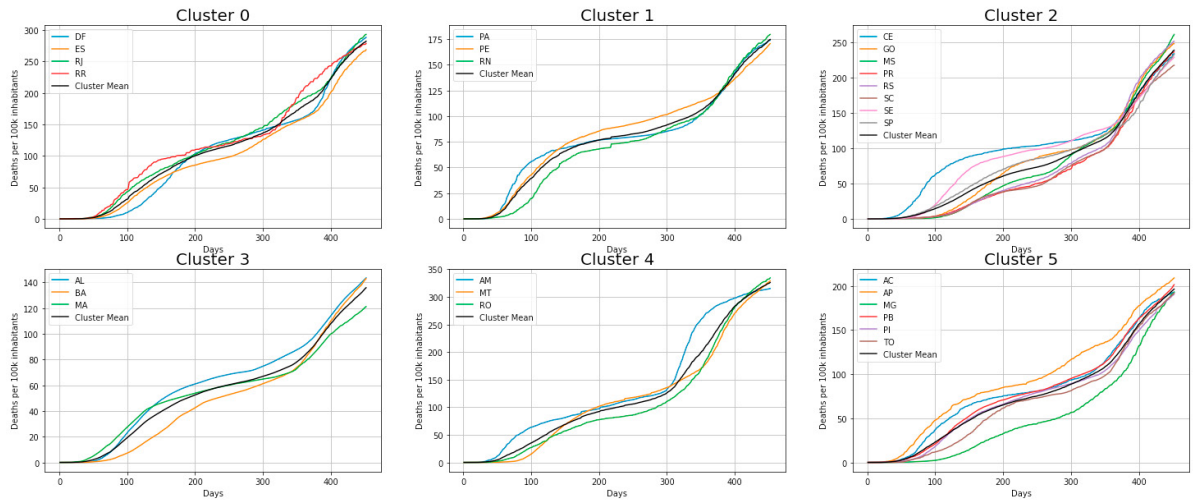 Cluster 0
Deaths per 100k inhabitants
300
250
200
150
100
50
0
DF
ES
RJ
RR
Cluster Mean
0 100 200 300 400
Days
Cluster 1
Deaths per 100k inhabitants
175
150
125
100
75
50
25
0
PA
PE
RN
Cluster Mean
0 100 200 300 400
Days
Cluster 2
Deaths per 100k inhabitants
250
200
150
100
50
0
CE
GO
MS
PR
RS
SC
SE
SP
Cluster Mean
0 100 200 300 400
Days
Cluster 3
Deaths per 100k inhabitants
140
120
100
80
60
40
20
0
AL
BA
MA
Cluster Mean
0 100 200 300 400
Days
Cluster 4
Deaths per 100k inhabitants
350
300
250
200
150
100
50
0
AM
MT
RO
Cluster Mean
0 100 200 300 400
Days
Cluster 5
Deaths per 100k inhabitants
200
150
100
50
0
AC
AP
MG
PB
PI
TO
Cluster Mean
0 100 200 300 400
Days